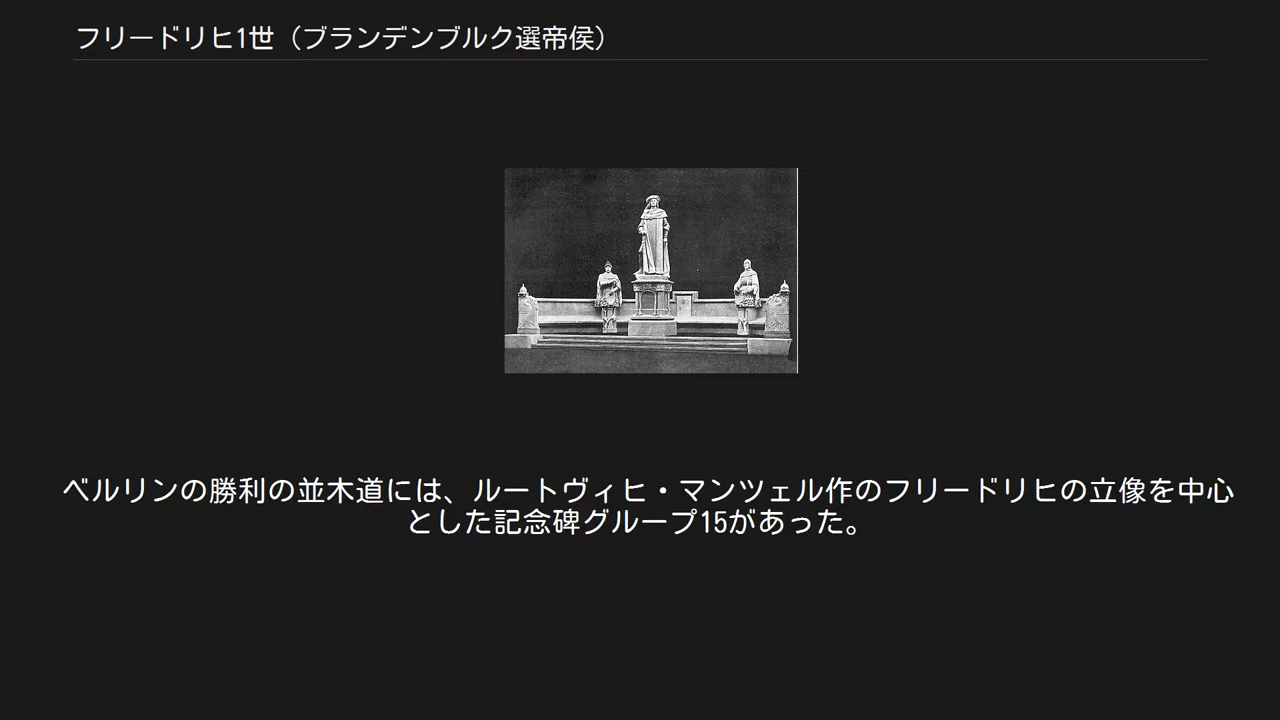 フリードリヒ1世（ブランデンブルク選帝侯）
ベルリンの勝利の並木道には、ルートヴィヒ・マンツェル作のフリードリヒの立像を中心
とした記念碑グループ15があった。